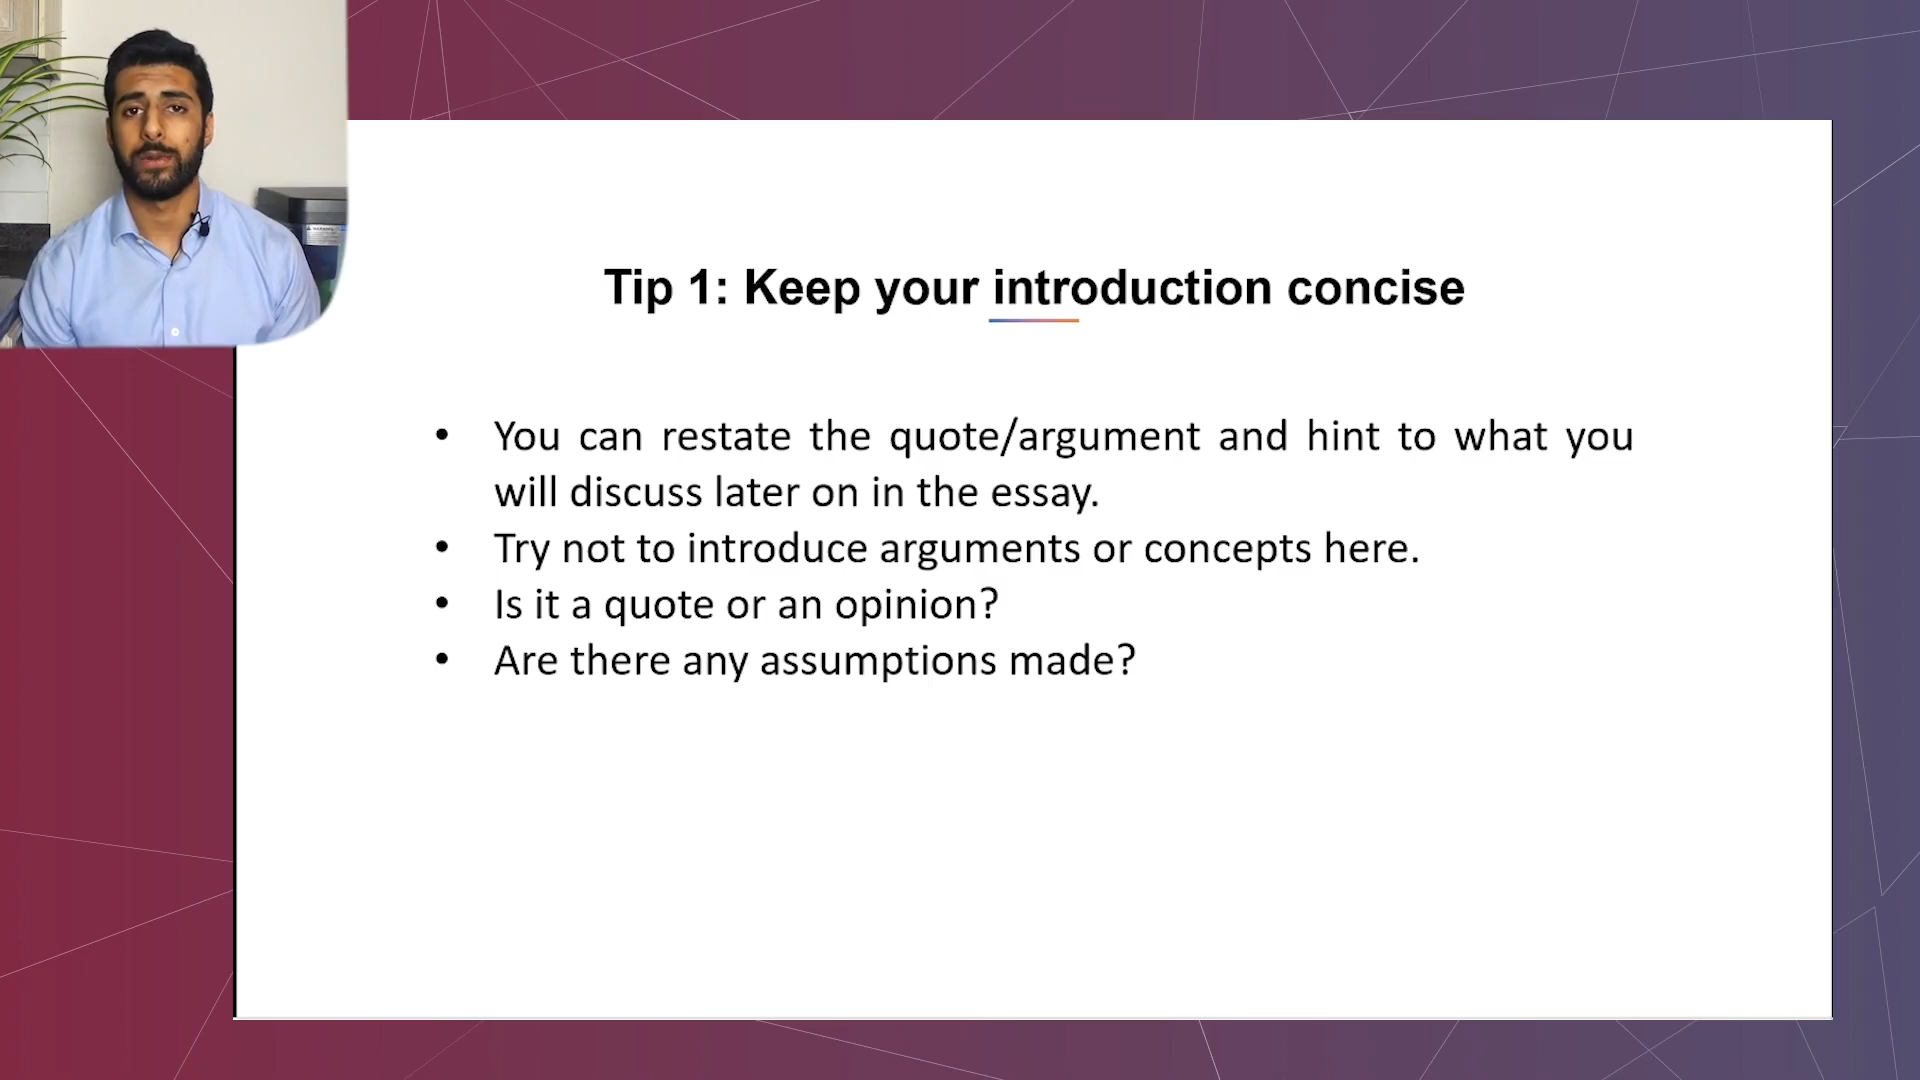 Tip 1: Keep your introduction concise
• You can restate the quote/argument and hint to what you
will discuss later on in the essay.
• Try not to introduce arguments or concepts here.
• Is it a quote or an opinion?
• Are there any assumptions made?